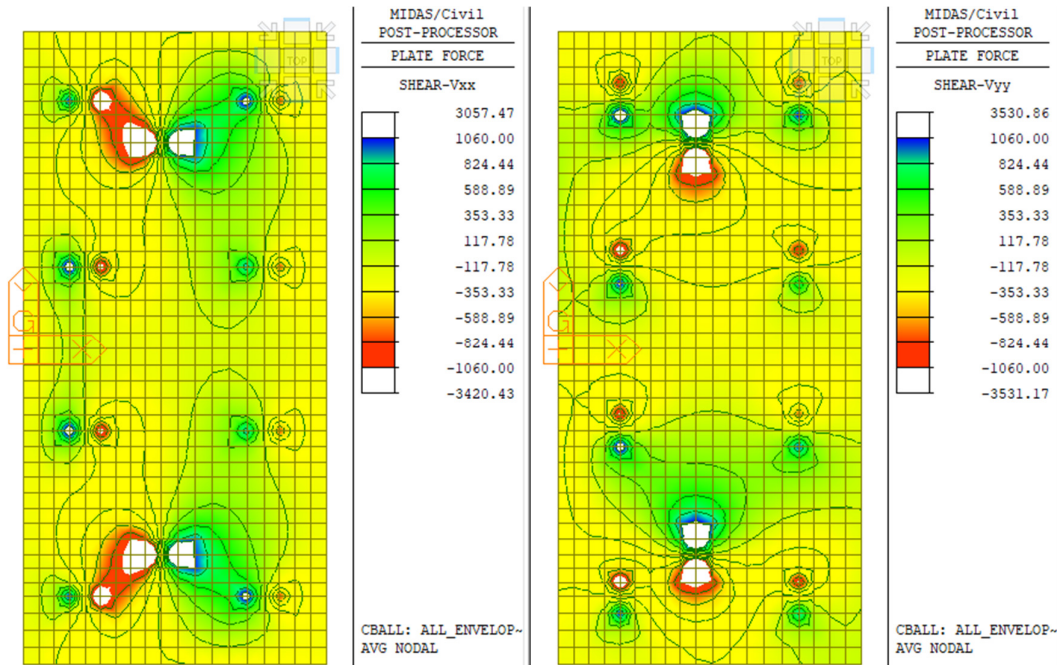 MIDAS/Civil
POST-PROCESSOR
PLATE FORCE
SHEAR-Vxx
3057.47
1060.00
824.44
588.89
353.33
117.78
-117.78
-353.33
-588.89
-824.44
-1060.00
-3420.43
CBALL: ALL_ENVELOP~
AVG NODAL
TOP
X
MIDAS/Civil
POST-PROCESSOR
PLATE FORCE
SHEAR-Vyy
3530.86
1060.00
824.44
588.89
353.33
117.78
-117.78
-353.33
-588.89
-824.44
-1060.00
-3531.17
CBALL: ALL_ENVELOP~
AVG NODAL
TOP
X